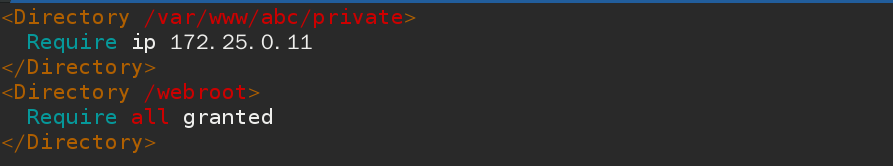 <Directory /var/www/abc/private>
  Require ip 172.25.0.11
</Directory>
<Directory /webroot>
  Require all granted
</Directory>